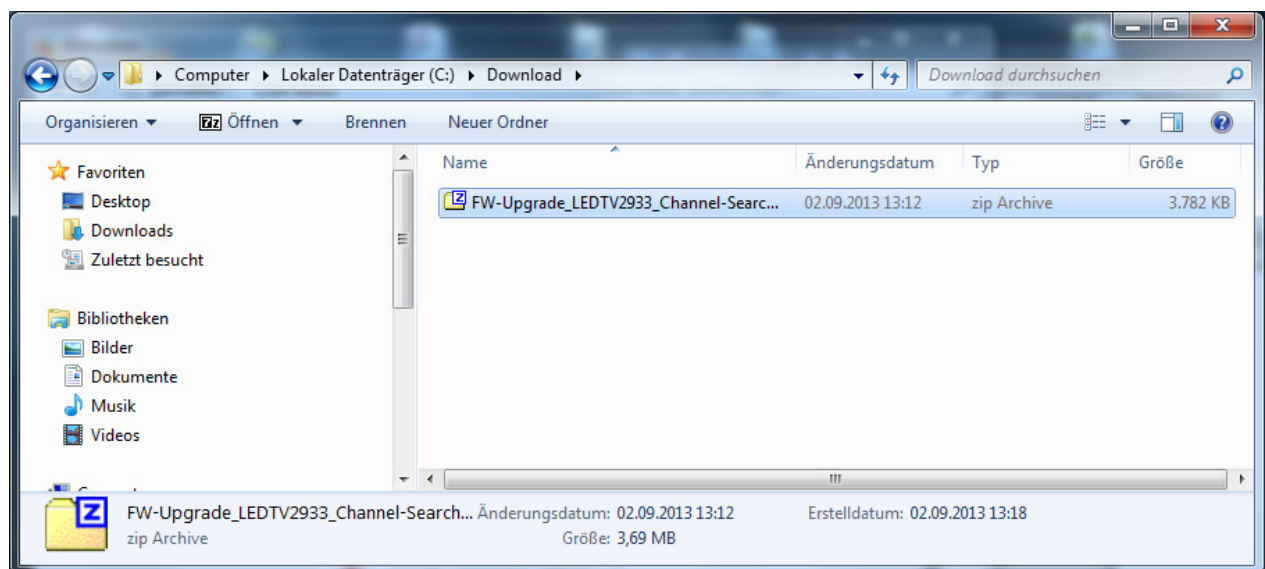 Computer ▸ Lokaler Datenträger (C:) ▸ Download ▸ Download durchsuchen
Organisieren Öffnen Brennen Neuer Ordner
Name Änderungsdatum Typ Größe
FW-Upgrade_LEDTV2933_Channel-Searc... 02.09.2013 13:12 zip Archive 3.782 KB
Favoriten
Desktop
Downloads
Zuletzt besucht
Bibliotheken
Bilder
Dokumente
Musik
Videos
FW-Upgrade_LEDTV2933_Channel-Search... Änderungsdatum: 02.09.2013 13:12 Erstelldatum: 02.09.2013 13:18
zip Archive Größe: 3,69 MB